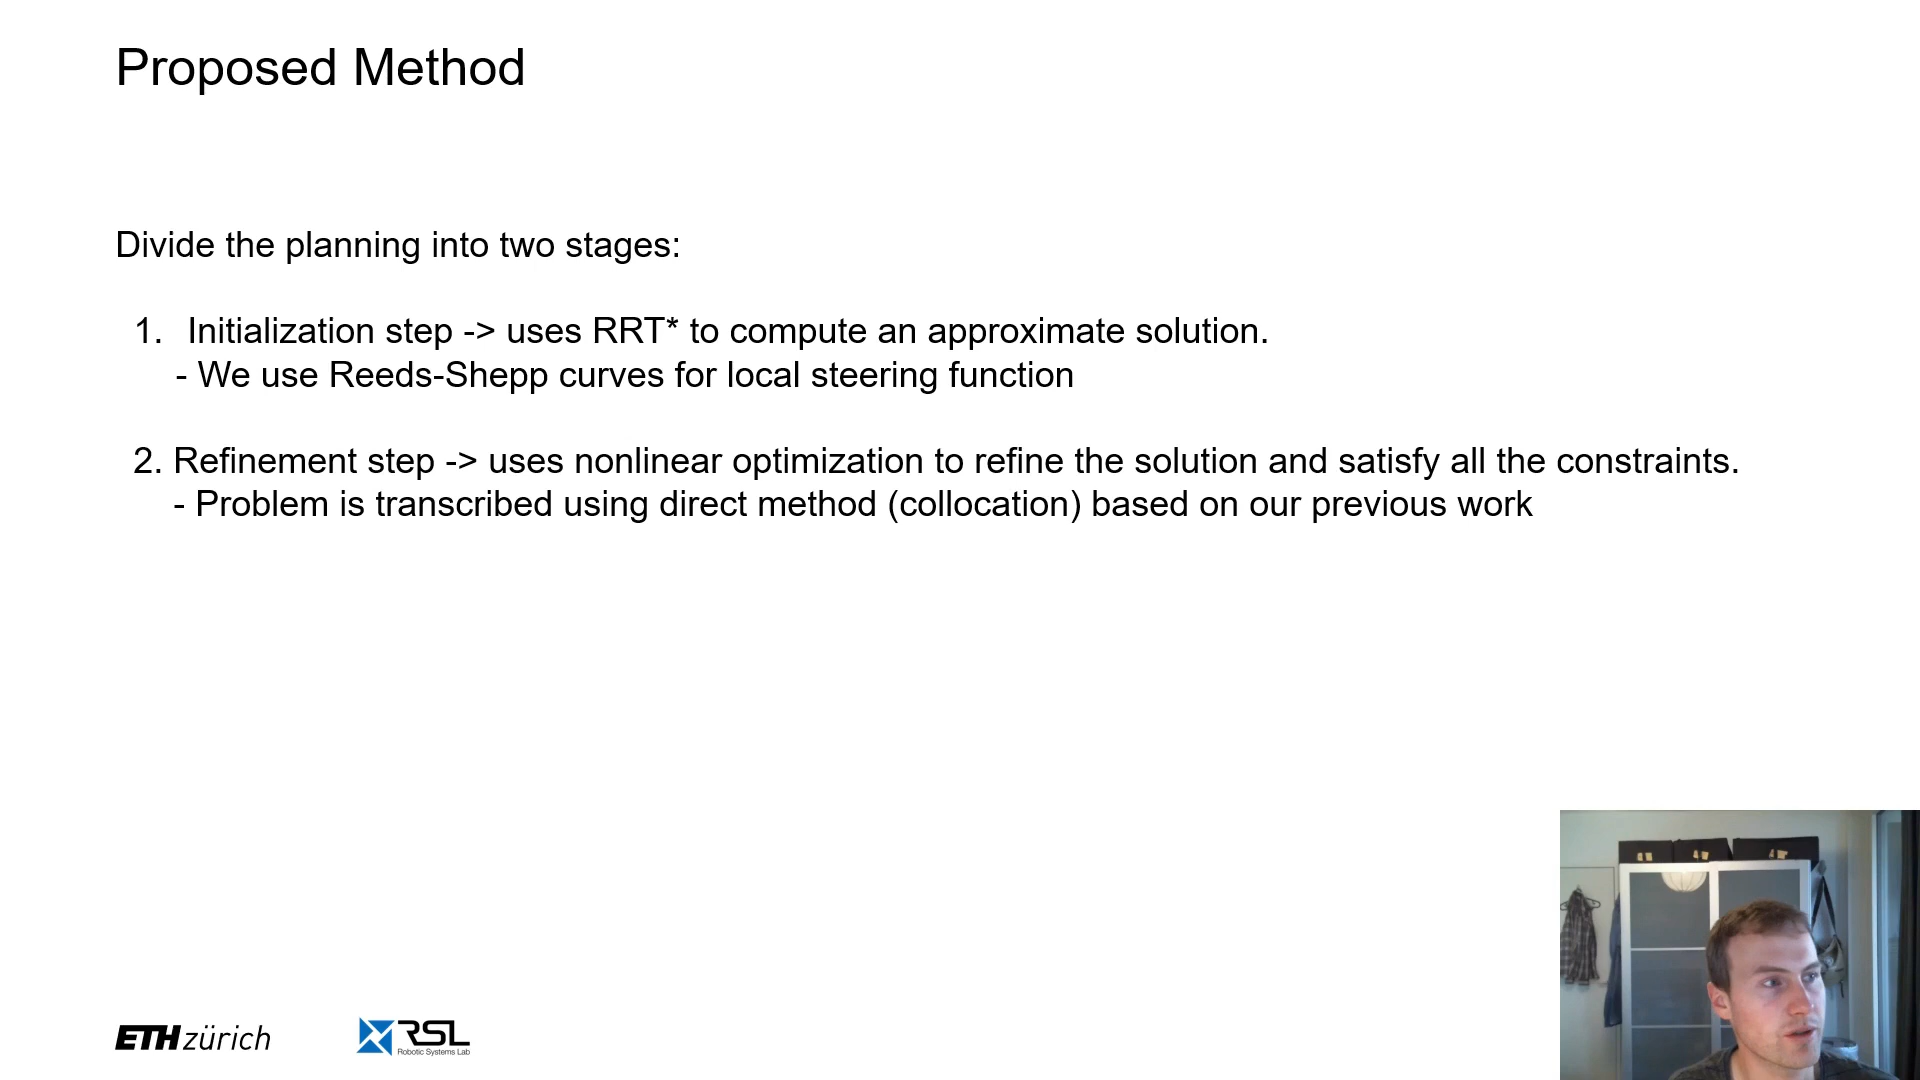 Proposed Method
Divide the planning into two stages:
1. Initialization step -> uses RRT* to compute an approximate solution.
- We use Reeds-Shepp curves for local steering function
2. Refinement step -> uses nonlinear optimization to refine the solution and satisfy all the constraints.
- Problem is transcribed using direct method (collocation) based on our previous work
ETH zürich
RSL
Robotic Systems Lab